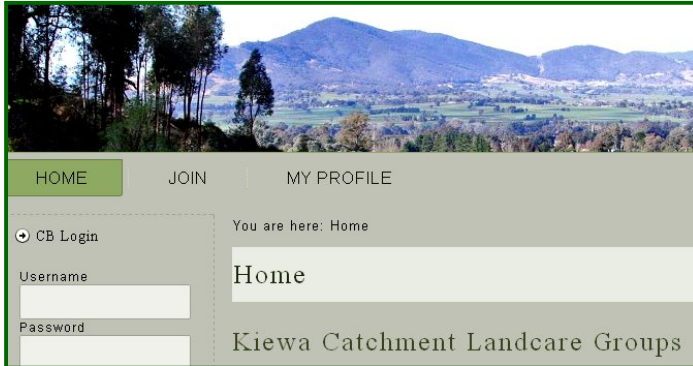 HOME JOIN MY PROFILE
CB Login
Username
Password
You are here: Home
Home
Kiewa Catchment Landcare Groups